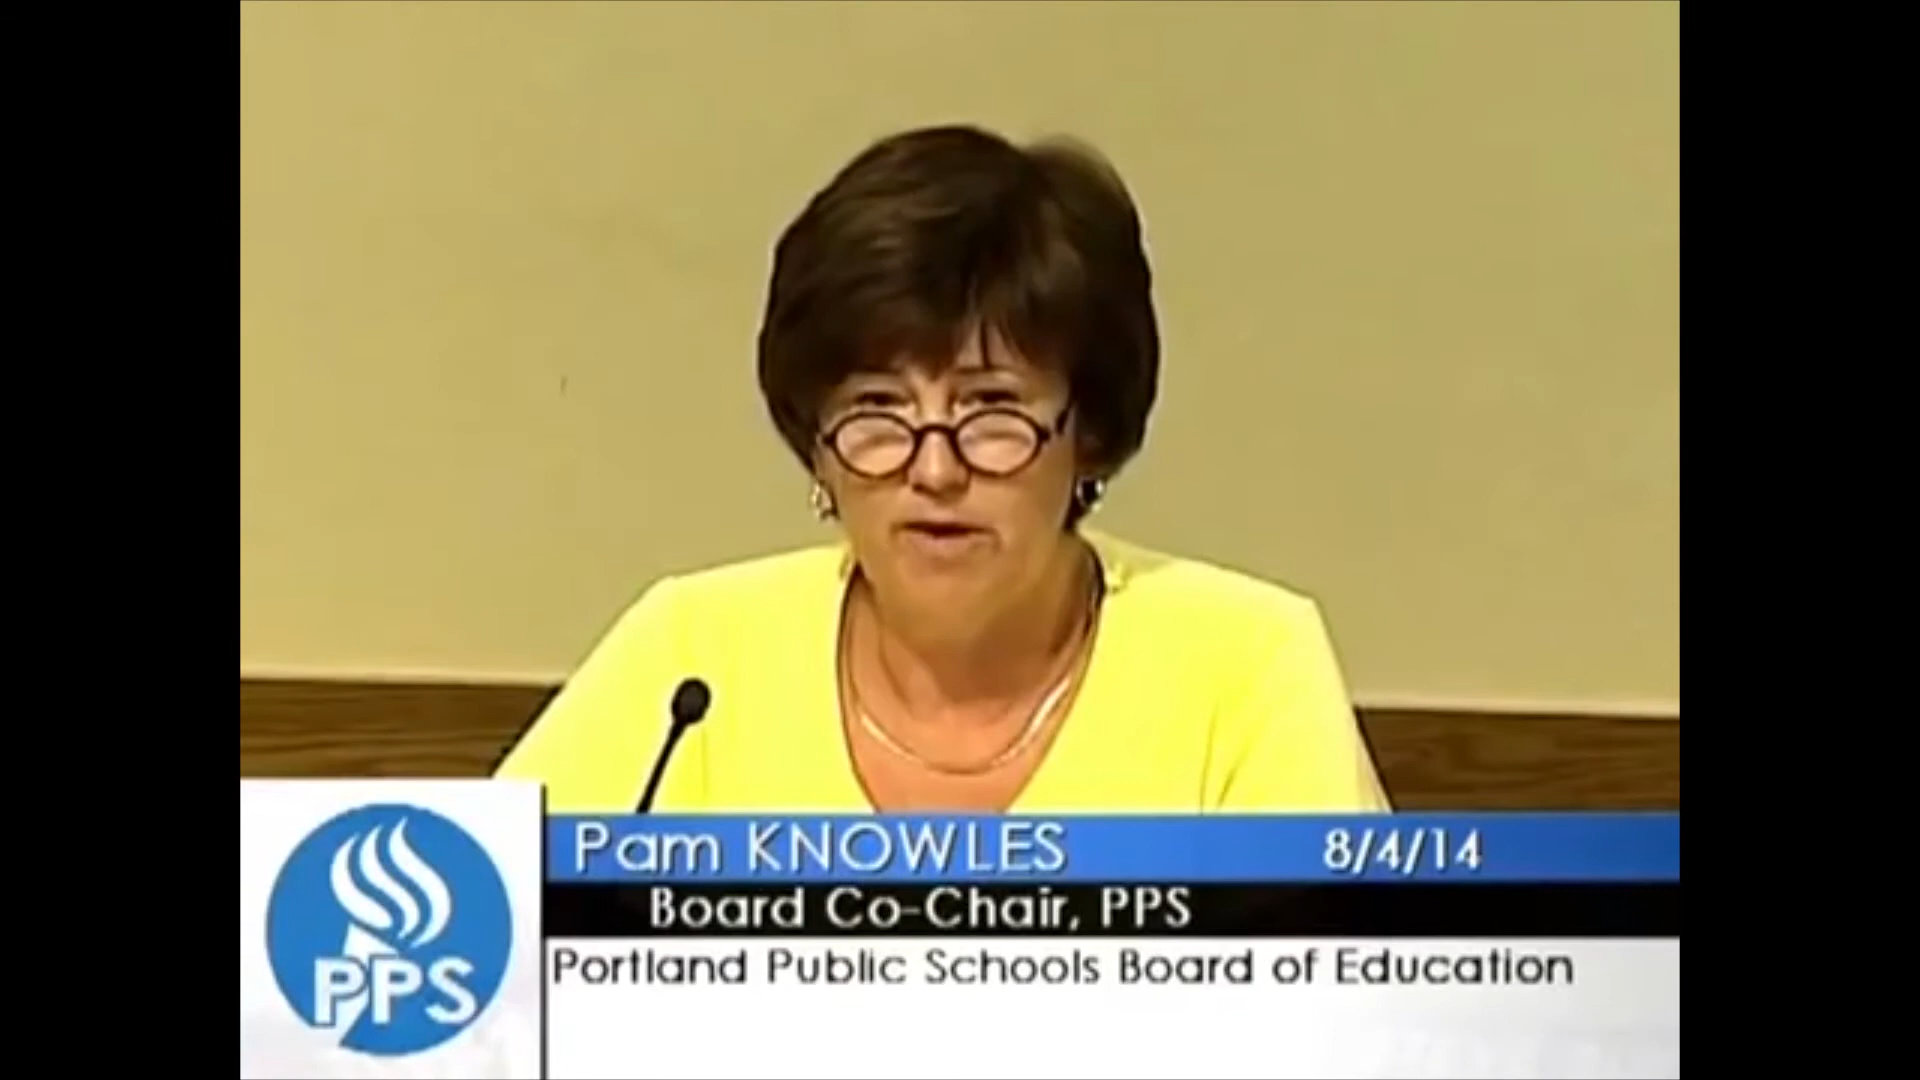 Pam KNOWLES 8/4/14
Board Co-Chair, PPS
Portland Public Schools Board of Education
PPS